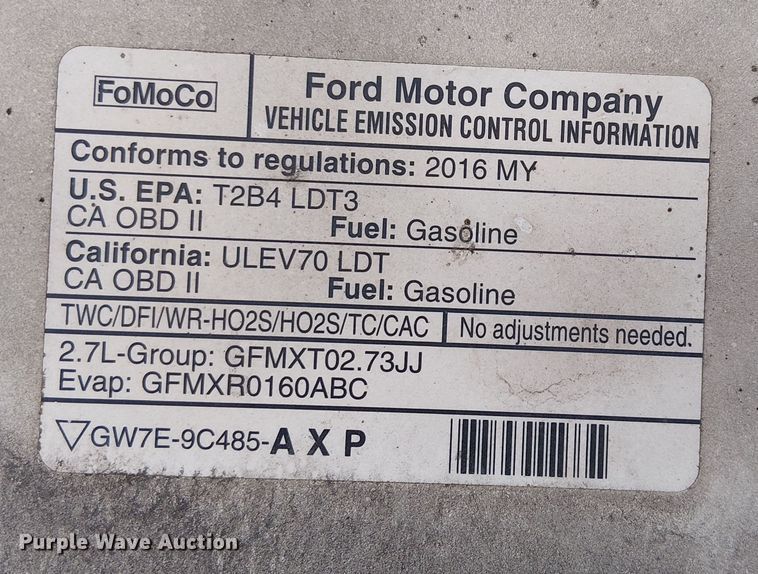 FoMoCo
Ford Motor Company
VEHICLE EMISSION CONTROL INFORMATION
Conforms to regulations: 2016 MY
U.S. EPA: T2B4 LDT3
CA OBD II Fuel: Gasoline
California: ULEV70 LDT
CA OBD II Fuel: Gasoline
TWC/DFI/WR-HO2S/HO2S/TC/CAC No adjustments needed.
2.7L-Group: GFMXT02.73JJ
Evap: GFMXR0160ABC
▽GW7E-9C485-AXP
Purple Wave Auction